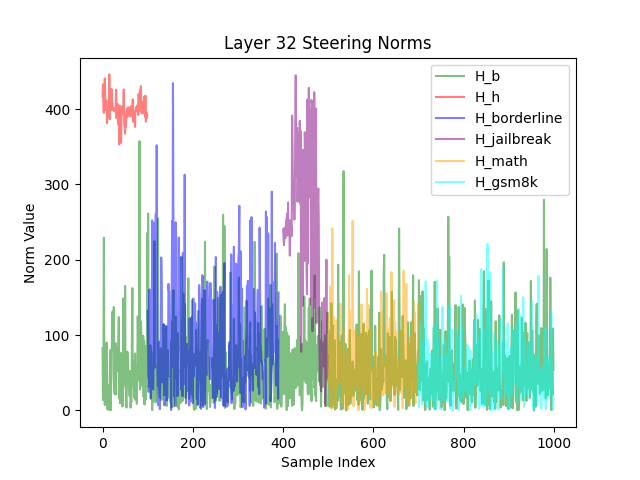 Layer 32 Steering Norms
H_b
H_h
H_borderline
H_jailbreak
H_math
H_gsm8k
Norm Value
400
300
200
100
0
0 200 400 600 800 1000
Sample Index